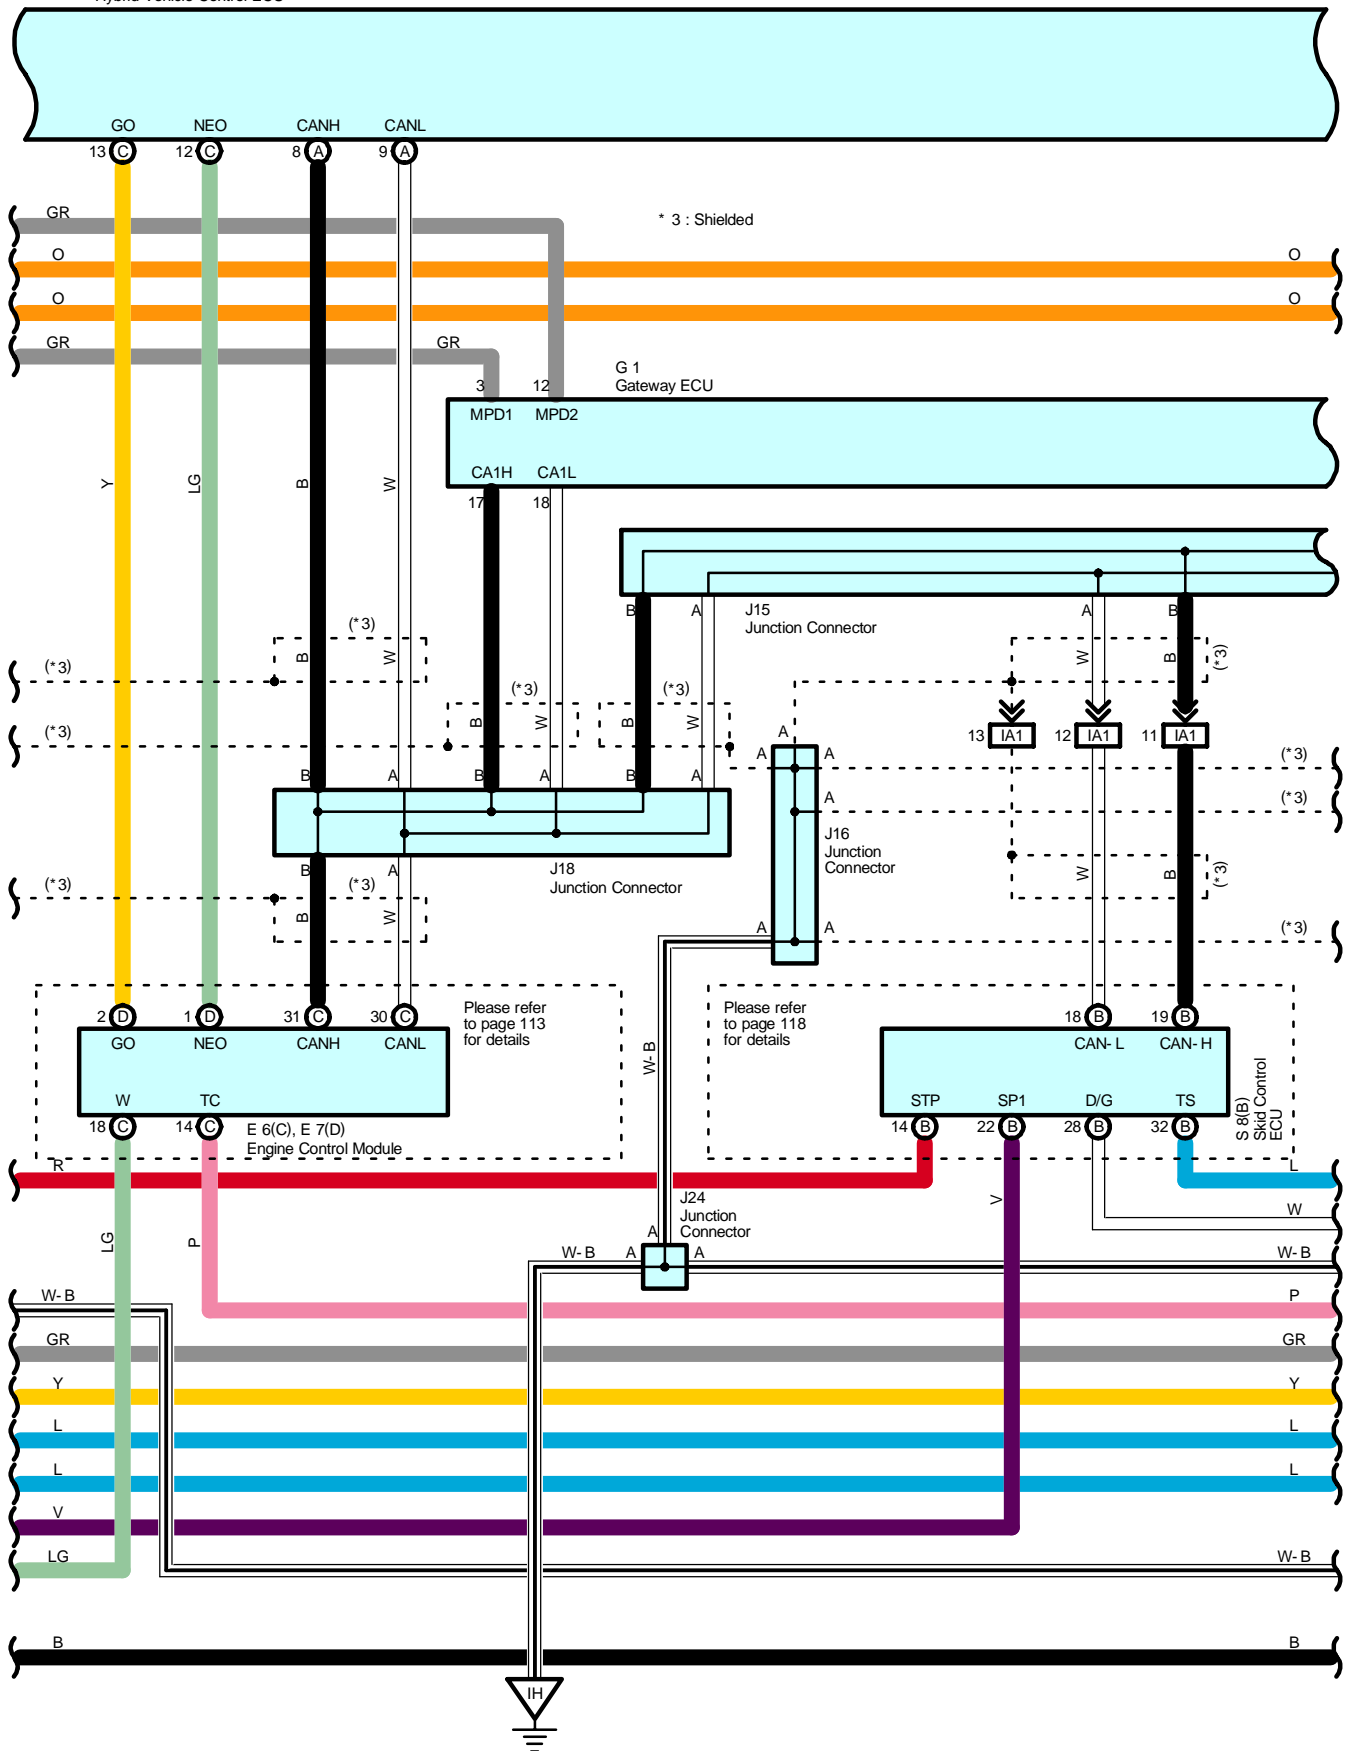 Hybrid Vehicle Control ECU
GO NEO CANH CANL
13 C 12 C 8 A 9 A
GR
* 3 : Shielded
O O
O O
GR GR
G 1
Gateway ECU
3 12
MPD1 MPD2
CA1H CA1L
17 18
Y LG B W
B A A B
J15
Junction Connector
(*3)
B W
(*3)
W B (*3)
(*3) (*3)
B W B W
(*3)
13 IA1 12 IA1 11 IA1
A
A A (*3)
B A B A B A
A (*3)
J16
Junction
Connector
J18
Junction Connector
B A
(*3) (*3)
B W
W B (*3)
A A (*3)
2 D 1 D 31 C 30 C
GO NEO CANH CANL
Please refer
to page 113
for details
Please refer
to page 118
for details
18 B 19 B
CAN- L CAN- H
W- B
W TC
18 C 14 C
E 6(C), E 7(D)
Engine Control Module
STP SP1 D/G TS
14 B 22 B 28 B 32 B
S 8(B)
Skid Control
ECU
R L
J24
Junction
Connector
V
W
LG P
A
W- B A A W- B
W- B P
GR GR
Y Y
L L
L L
V
LG W- B
B B
IH